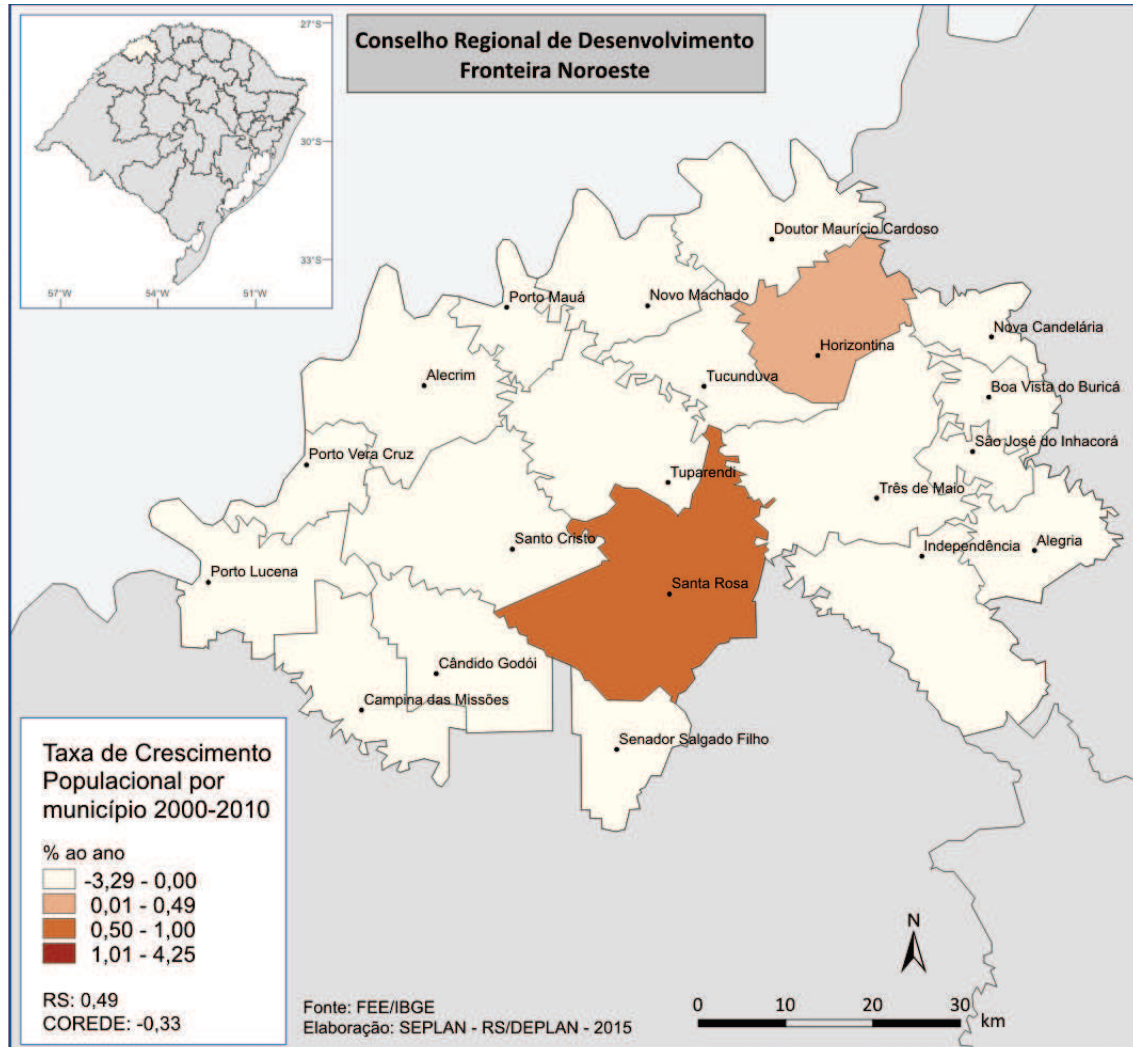 Conselho Regional de Desenvolvimento
Fronteira Noroeste
27°S
30°S
33°S
57°W
54°W
51°W
Doutor Maurício Cardoso
Porto Mauá
Novo Machado
Nova Candelária
Horizontina
Alecrim
Tucunduva
Boa Vista do Buricá
São José do Inhacorá
Porto Vera Cruz
Tuparendi
Três de Maio
Santo Cristo
Independência
Alegria
Porto Lucena
Santa Rosa
Cândido Godói
Campina das Missões
Senador Salgado Filho
Taxa de Crescimento
Populacional por
município 2000-2010
% ao ano
-3,29 - 0,00
0,01 - 0,49
0,50 - 1,00
1,01 - 4,25
RS: 0,49
COREDE: -0,33
Fonte: FEE/IBGE
Elaboração: SEPLAN - RS/DEPLAN - 2015
N
0 10 20 30
km